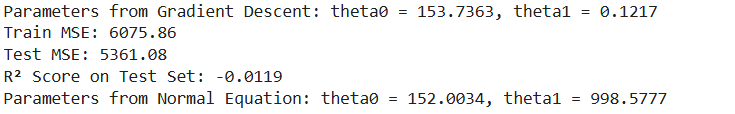 Parameters from Gradient Descent: theta0 = 153.7363, theta1 = 0.1217
Train MSE: 6075.86
Test MSE: 5361.08
R² Score on Test Set: -0.0119
Parameters from Normal Equation: theta0 = 152.0034, theta1 = 998.5777